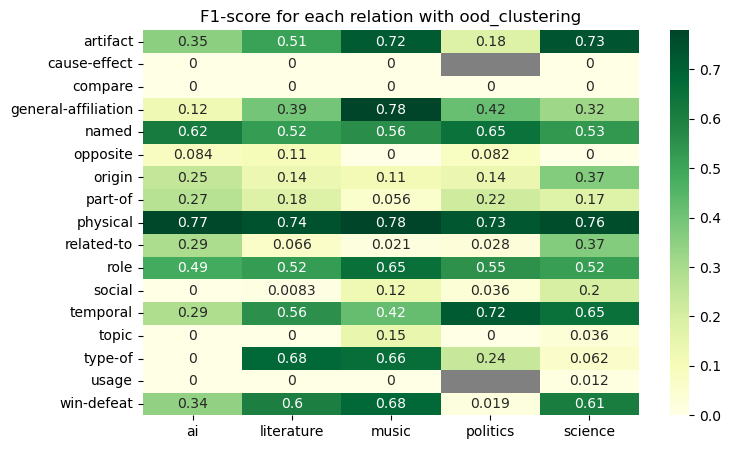 F1-score for each relation with ood_clustering
artifact 0.35 0.51 0.72 0.18 0.73
cause-effect 0 0 0 0
compare 0 0 0 0 0
general-affiliation 0.12 0.39 0.78 0.42 0.32
named 0.62 0.52 0.56 0.65 0.53
opposite 0.084 0.11 0 0.082 0
origin 0.25 0.14 0.11 0.14 0.37
part-of 0.27 0.18 0.056 0.22 0.17
physical 0.77 0.74 0.78 0.73 0.76
related-to 0.29 0.066 0.021 0.028 0.37
role 0.49 0.52 0.65 0.55 0.52
social 0 0.0083 0.12 0.036 0.2
temporal 0.29 0.56 0.42 0.72 0.65
topic 0 0 0.15 0 0.036
type-of 0 0.68 0.66 0.24 0.062
usage 0 0 0 0.012
win-defeat 0.34 0.6 0.68 0.019 0.61
ai literature music politics science
0.7
0.6
0.5
0.4
0.3
0.2
0.1
0.0